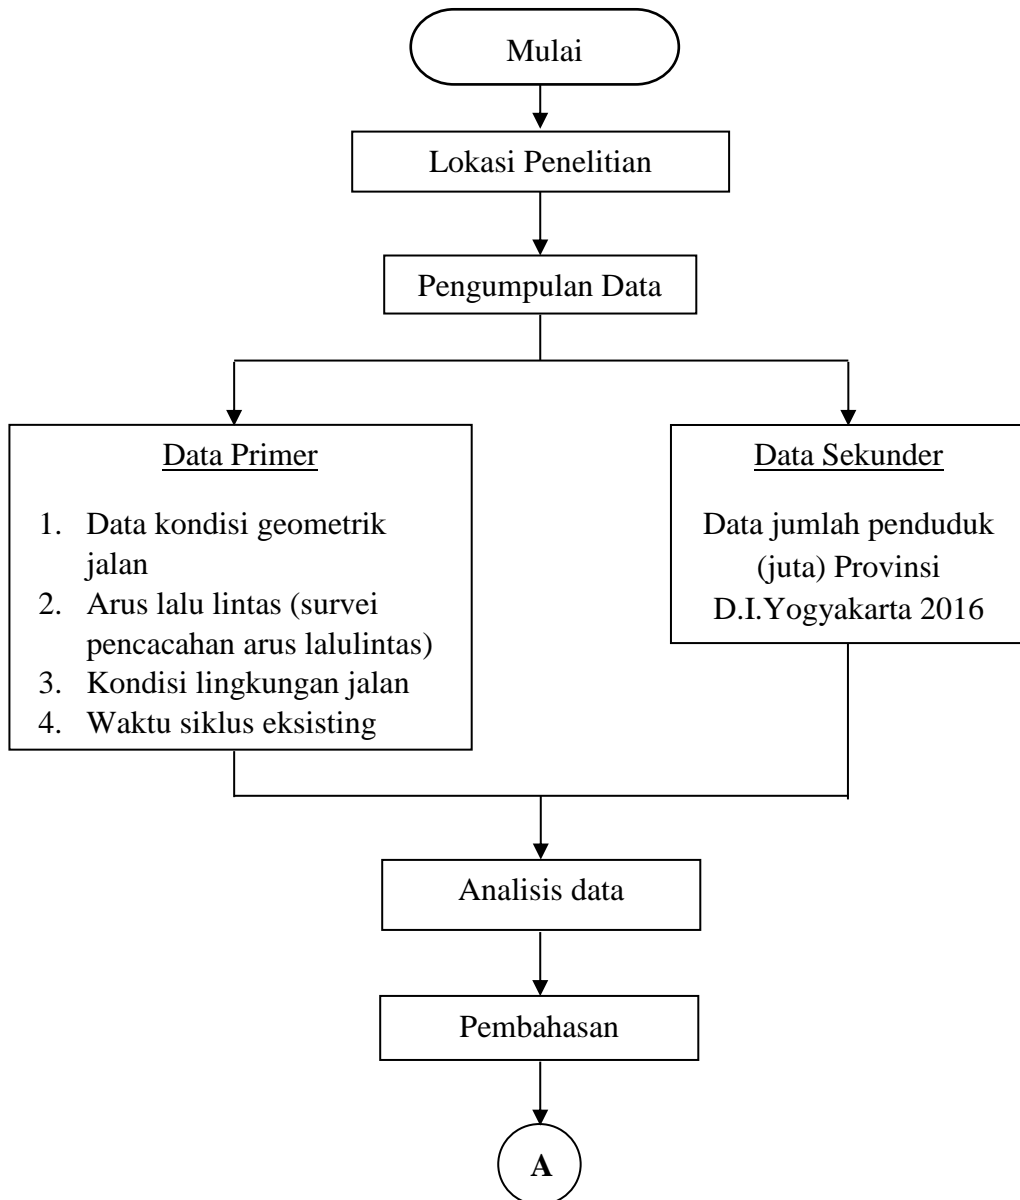 Mulai
Lokasi Penelitian
Pengumpulan Data
Data Primer
1. Data kondisi geometrik
jalan
2. Arus lalu lintas (survei
pencacahan arus lalulintas)
3. Kondisi lingkungan jalan
4. Waktu siklus eksisting
Data Sekunder
Data jumlah penduduk
(juta) Provinsi
D.I.Yogyakarta 2016
Analisis data
Pembahasan
A